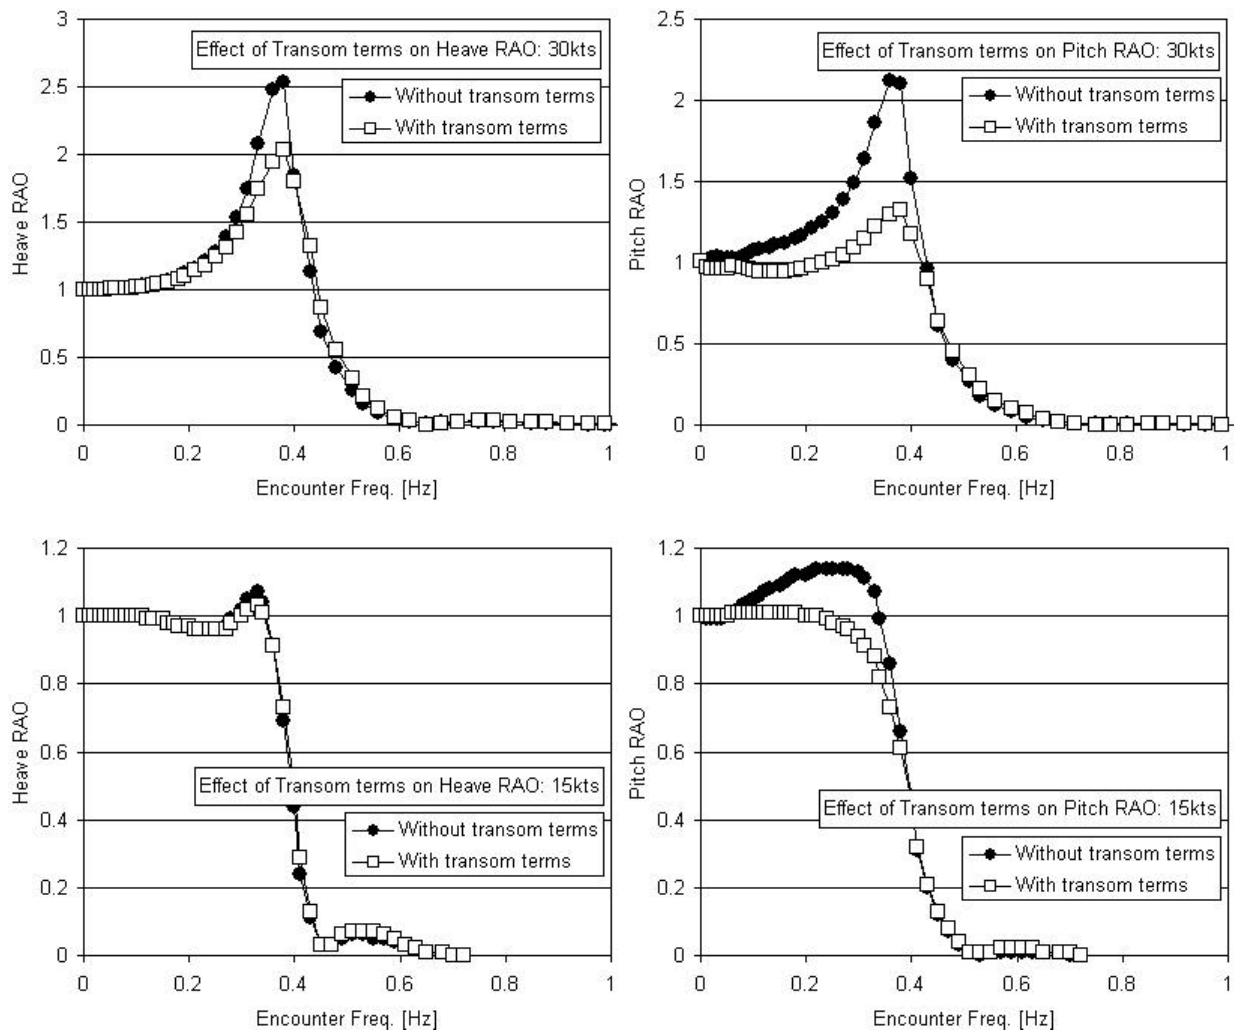 3
2.5
2
1.5
1
0.5
0
0
0.2
0.4
0.6
0.8
1
Heave RAO
Encounter Freq. [Hz]
Effect of Transom terms on Heave RAO: 30kts
Without transom terms
With transom terms
2.5
2
1.5
1
0.5
0
0
0.2
0.4
0.6
0.8
1
Pitch RAO
Encounter Freq. [Hz]
Effect of Transom terms on Pitch RAO: 30kts
Without transom terms
With transom terms
1.2
1
0.8
0.6
0.4
0.2
0
0
0.2
0.4
0.6
0.8
1
Heave RAO
Encounter Freq. [Hz]
Effect of Transom terms on Heave RAO: 15kts
Without transom terms
With transom terms
1.2
1
0.8
0.6
0.4
0.2
0
0
0.2
0.4
0.6
0.8
1
Pitch RAO
Encounter Freq. [Hz]
Effect of Transom terms on Pitch RAO: 15kts
Without transom terms
With transom terms